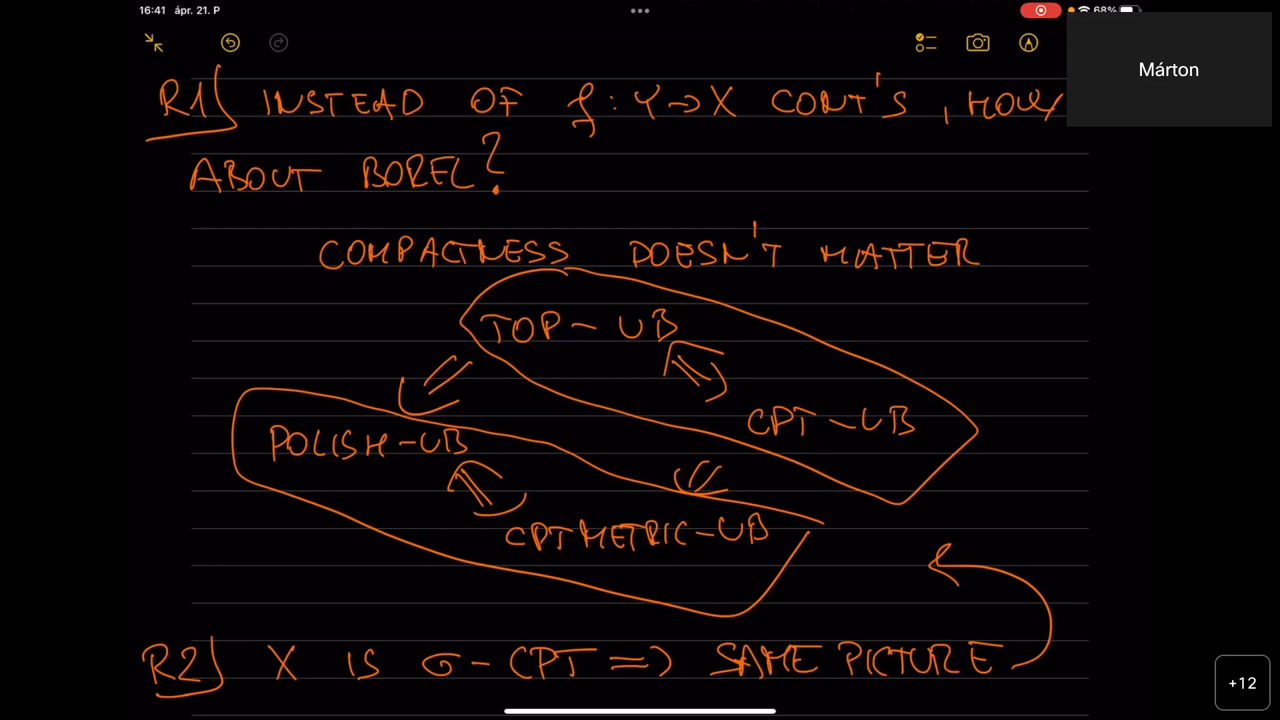 16:41 ápr. 21. P
68%
Márton
R1) INSTEAD OF f: Y → X CONT'S, HOW
ABOUT BOREL?
COMPACTNESS DOESN'T MATTER
TOP-UB
CPT-UB
POLISH-UB
CPTMETRIC-UB
R2) X IS σ-CPT ⇒ SAME PICTURE
+12